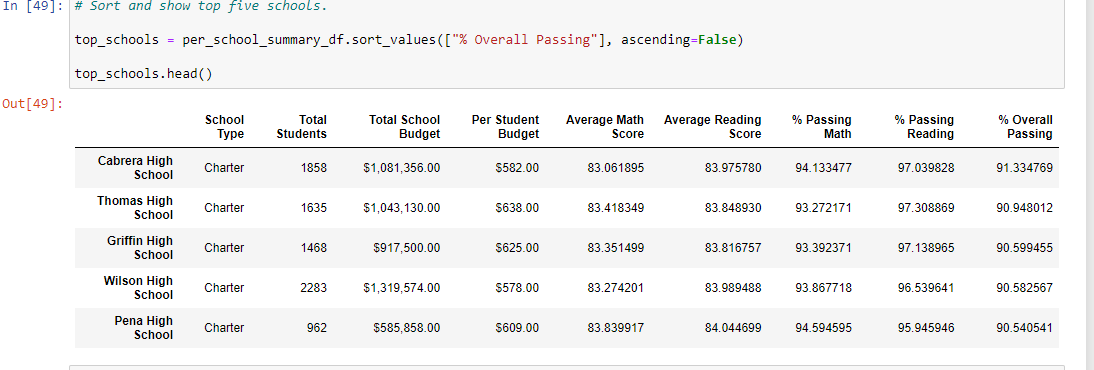 In [49]: # Sort and show top five schools.
top_schools = per_school_summary_df.sort_values(["% Overall Passing"], ascending=False)
top_schools.head()
Out[49]:
School Type Total Students Total School Budget Per Student Budget Average Math Score Average Reading Score % Passing Math % Passing Reading % Overall Passing
Cabrera High School Charter 1858 $1,081,356.00 $582.00 83.061895 83.975780 94.133477 97.039828 91.334769
Thomas High School Charter 1635 $1,043,130.00 $638.00 83.418349 83.848930 93.272171 97.308869 90.948012
Griffin High School Charter 1468 $917,500.00 $625.00 83.351499 83.816757 93.392371 97.138965 90.599455
Wilson High School Charter 2283 $1,319,574.00 $578.00 83.274201 83.989488 93.867718 96.539641 90.582567
Pena High School Charter 962 $585,858.00 $609.00 83.839917 84.044699 94.594595 95.945946 90.540541